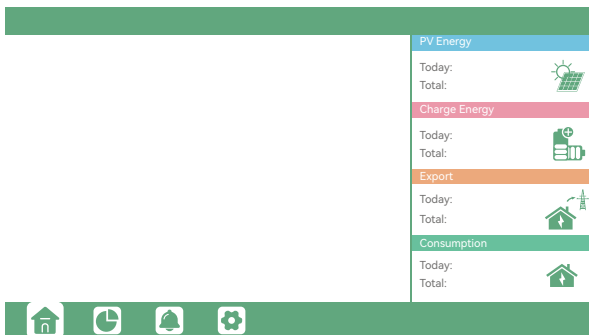 PV Energy
Today:
Total:
Charge Energy
Today:
Total:
Export
Today:
Total:
Consumption
Today:
Total: